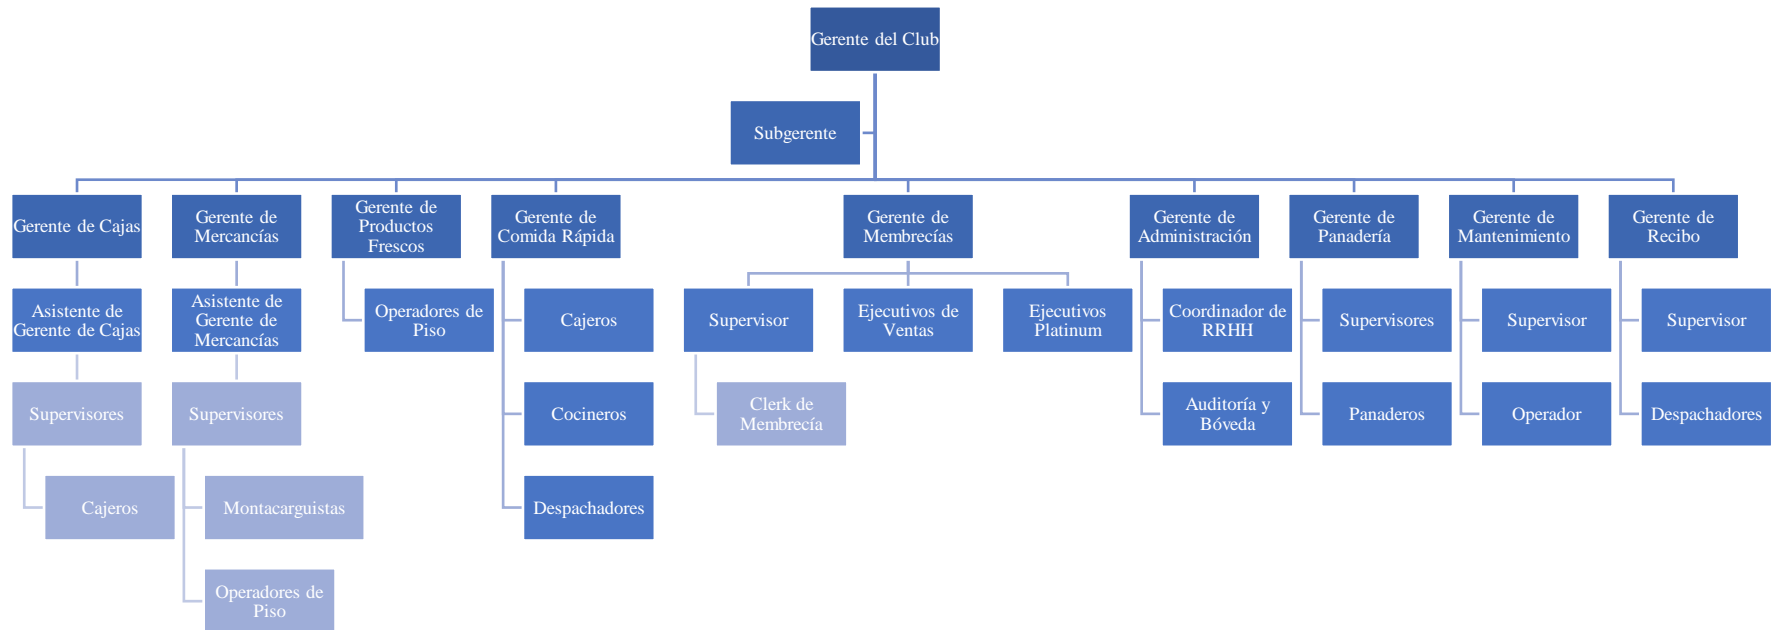 Gerente del Club
Subgerente
Gerente de Cajas
Gerente de
Mercancías
Gerente de
Productos
Frescos
Gerente de
Comida Rápida
Gerente de
Membrecías
Gerente de
Administración
Gerente de
Panadería
Gerente de
Mantenimiento
Gerente de
Recibo
Asistente de
Gerente de Cajas
Asistente de
Gerente de
Mercancías
Operadores de
Piso
Cajeros
Supervisor
Ejecutivos de
Ventas
Ejecutivos
Platinum
Coordinador de
RRHH
Supervisores
Supervisor
Supervisor
Supervisores
Supervisores
Cocineros
Clerk de
Membrecía
Auditoría y
Bóveda
Panaderos
Operador
Despachadores
Cajeros
Montacarguistas
Despachadores
Operadores de
Piso